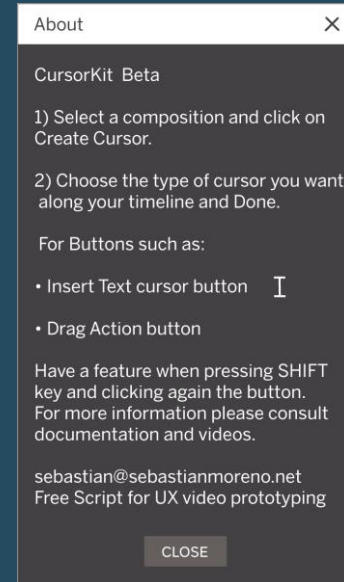 About
CursorKit Beta
1) Select a composition and click on
Create Cursor.
2) Choose the type of cursor you want
along your timeline and Done.
For Buttons such as:
• Insert Text cursor button
• Drag Action button
Have a feature when pressing SHIFT
key and clicking again the button.
For more information please consult
documentation and videos.
sebastian@sebastianmoreno.net
Free Script for UX video prototyping
CLOSE